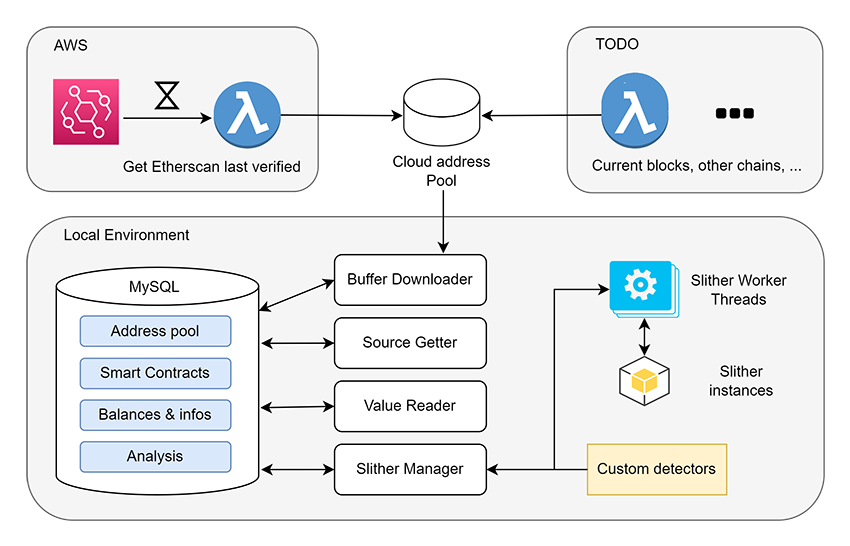 AWS
TODO
Get Etherscan last verified
Cloud address
Pool
Current blocks, other chains, ...
Local Environment
MySQL
Address pool
Smart Contracts
Balances & infos
Analysis
Buffer Downloader
Source Getter
Value Reader
Slither Manager
Slither Worker
Threads
Slither
instances
Custom detectors